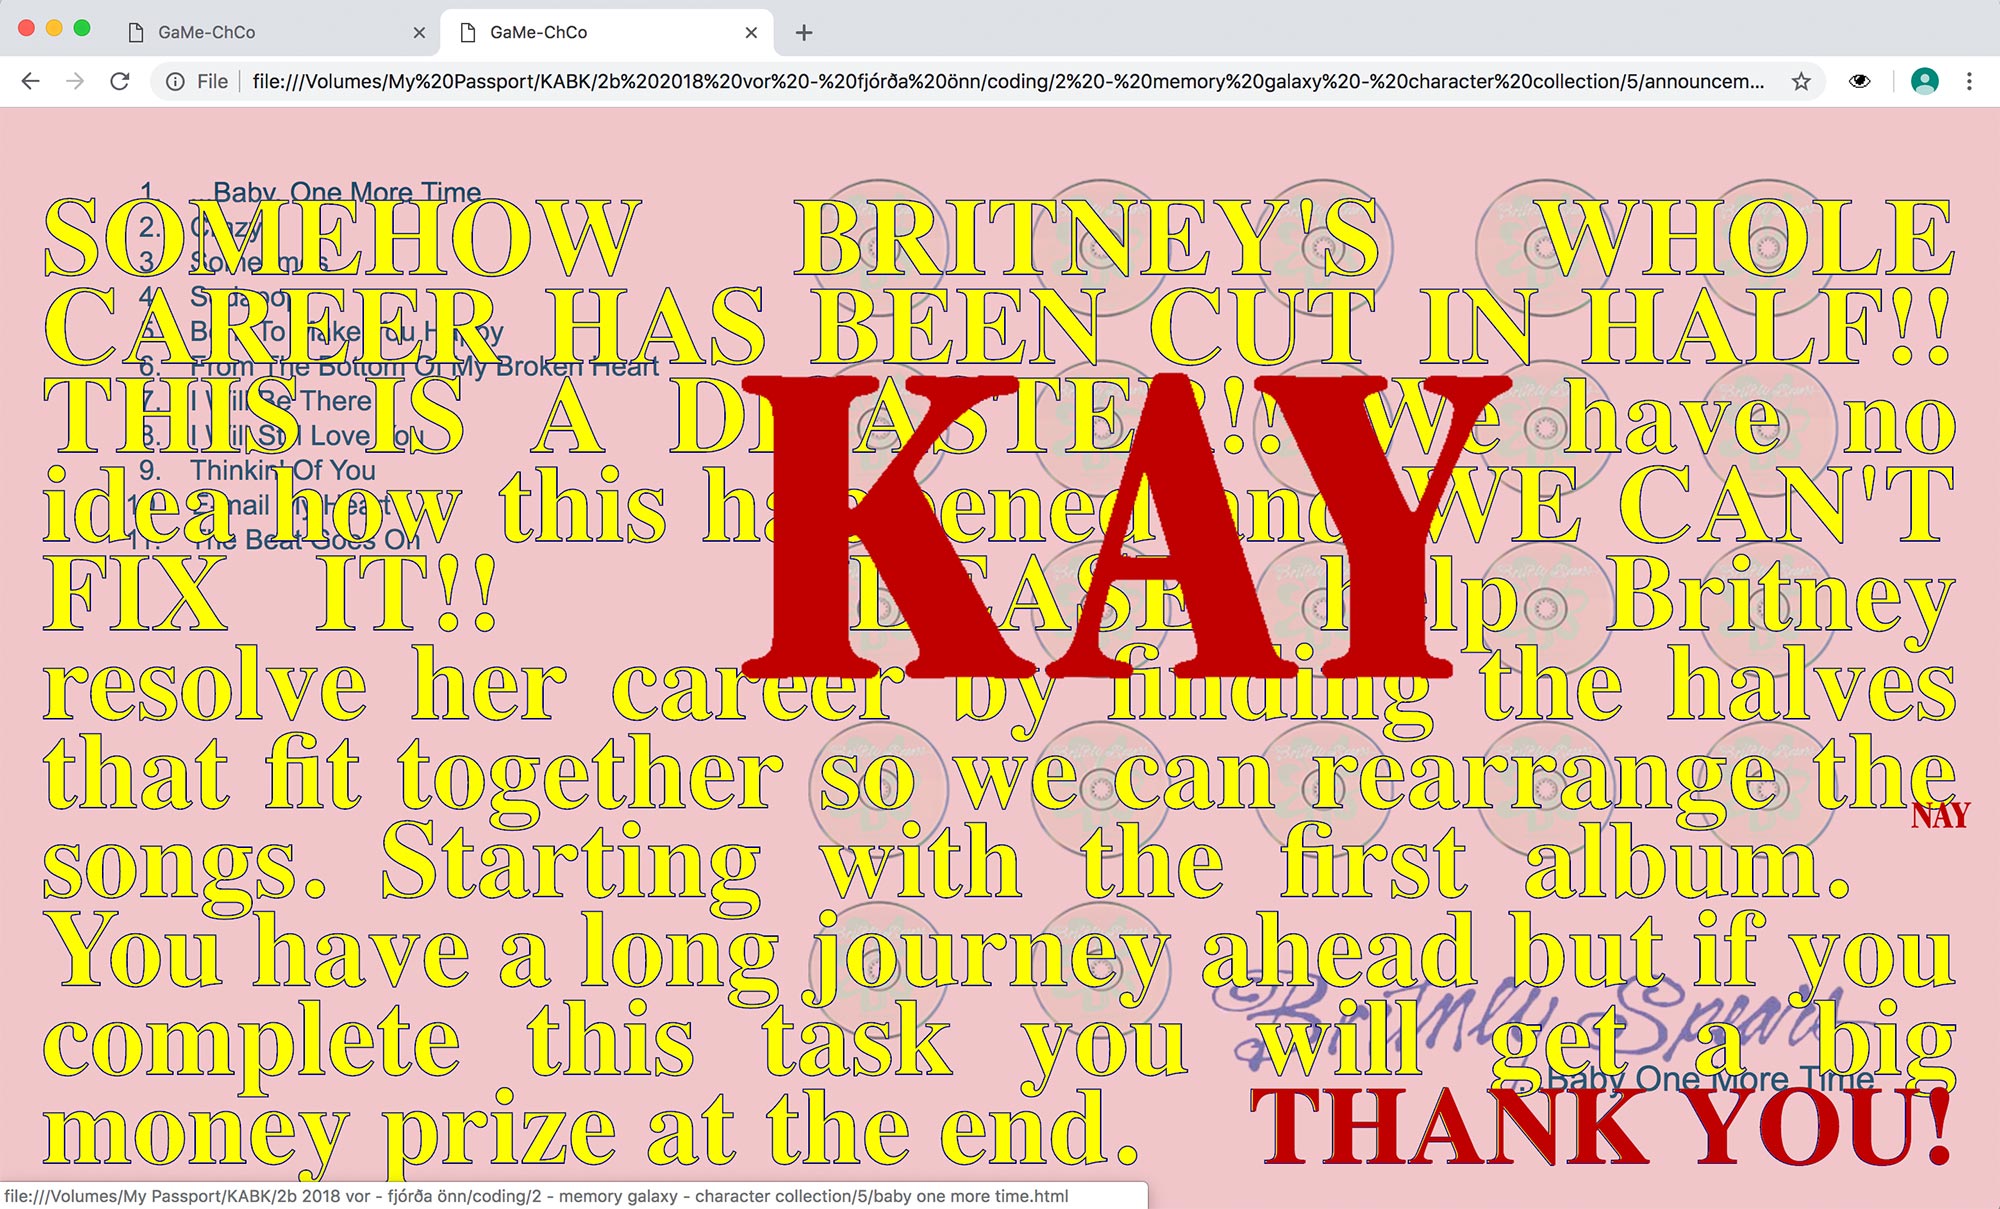 GaMe-ChCo
GaMe-ChCo
File
file:///Volumes/My%20Passport/KABK/2b%202018%20vor%20-%20fjórða%20önn/coding/2%20-%20memory%20galaxy%20-%20character%20collection/5/announcem...
1. ...Baby, One More Time
2. Crazy
3. Sometimes
4. Sodapop
5. Born To Make You Happy
6. From The Bottom Of My Broken Heart
7. I Will Be There
8. I Will Still Love You
9. Thinkin' Of You
10. E-mail My Heart
11. The Beat Goes On
SOMEHOW BRITNEY'S WHOLE
CAREER HAS BEEN CUT IN HALF!!
THIS IS A DISASTER!! We have no
idea how this happened and WE CAN'T
FIX IT!! PLEASE help Britney
resolve her career by finding the halves
that fit together so we can rearrange the
songs. Starting with the first album.
You have a long journey ahead but if you
complete this task you will get a big
money prize at the end. THANK YOU!
KAY
NAY
Britney Spears
...Baby One More Time
file:///Volumes/My Passport/KABK/2b 2018 vor - fjórða önn/coding/2 - memory galaxy - character collection/5/baby one more time.html